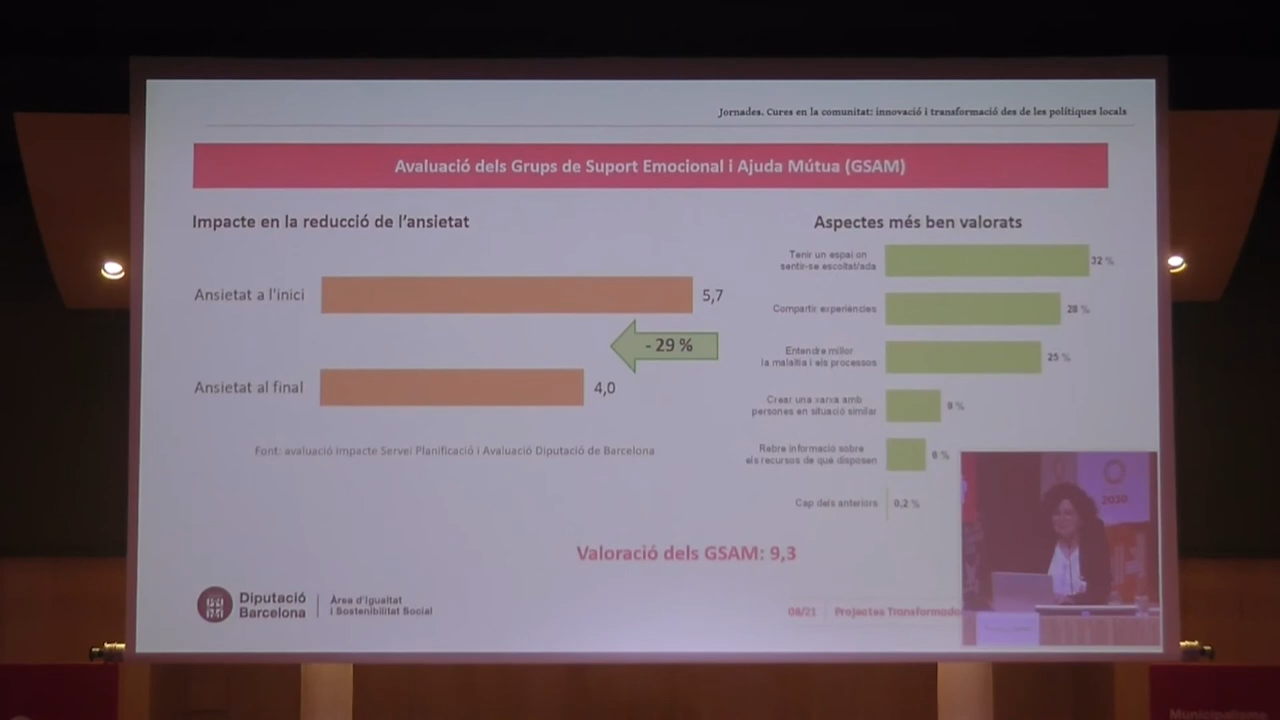 Jornades. Cures en la comunitat: innovació i transformació des de les polítiques locals
Avaluació dels Grups de Suport Emocional i Ajuda Mútua (GSAM)
Impacte en la reducció de l'ansietat
Ansietat a l'inici
5,7
- 29 %
Ansietat al final
4,0
Font: avaluació impacte Servei Planificació i Avaluació Diputació de Barcelona
Aspectes més ben valorats
Tenir un espai on
sentir-se escoltat/ada
32 %
Compartir experiències
28 %
Entendre millor
la malaltia i els processos
25 %
Crear una xarxa amb
persones en situació similar
9 %
Rebre informació sobre
els recursos de què disposen
6 %
Cap dels anteriors
0,2 %
Valoració dels GSAM: 9,3
Diputació
Barcelona
Àrea d'Igualtat
i Sostenibilitat Social
08/21
Projectes Transformado
2030
Municipalisme